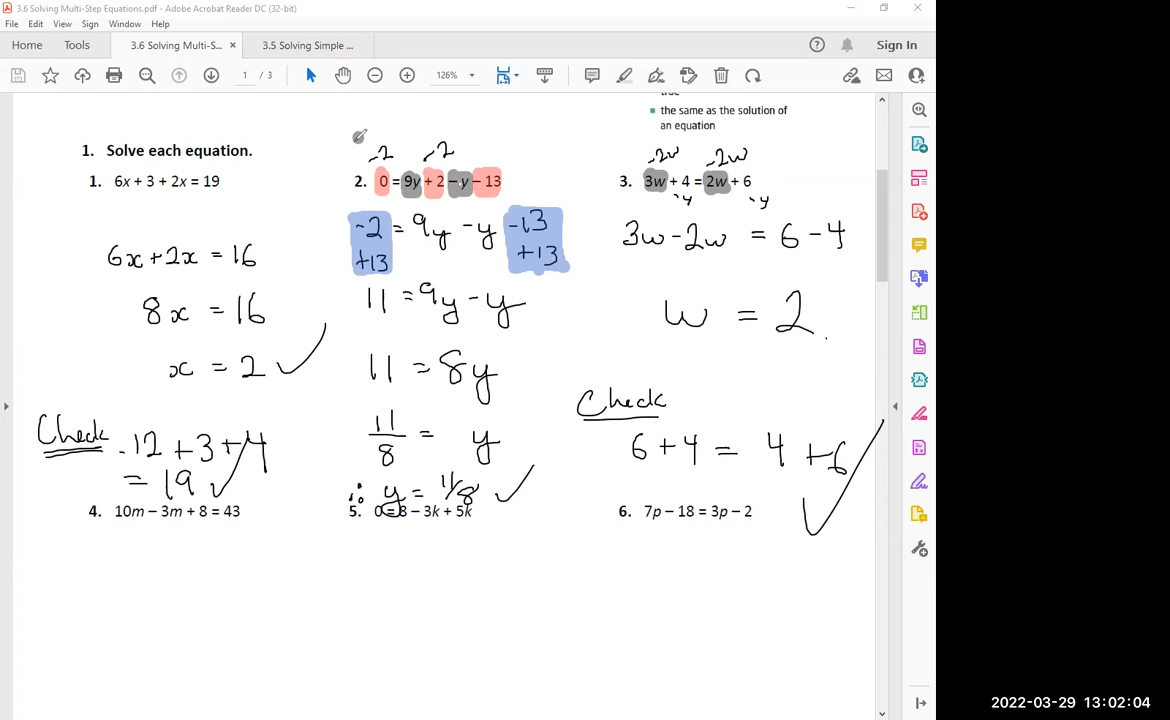 3.6 Solving Multi-Step Equations.pdf - Adobe Acrobat Reader DC (32-bit)
File Edit View Sign Window Help
Home Tools 3.6 Solving Multi-S... × 3.5 Solving Simple ... Sign In
1 / 3 126%
true
the same as the solution of
an equation
1. Solve each equation.
-2 -2
-2w -2w
1. 6x + 3 + 2x = 19
2. 0 = 9y + 2 - y - 13
3. 3w + 4 = 2w + 6
-4 -4
6x + 2x = 16
8x = 16
x = 2 ✓
Check
12 + 3 + 4
= 19 ✓
-2 = 9y - y -13
+13 +13
11 = 9y - y
11 = 8y
11/8 = y
∴ y = 11/8 ✓
3w - 2w = 6 - 4
w = 2
Check
6 + 4 = 4 + 6 ✓
4. 10m – 3m + 8 = 43
5. 0 = 8 – 3k + 5k
6. 7p – 18 = 3p – 2
2022-03-29 13:02:04